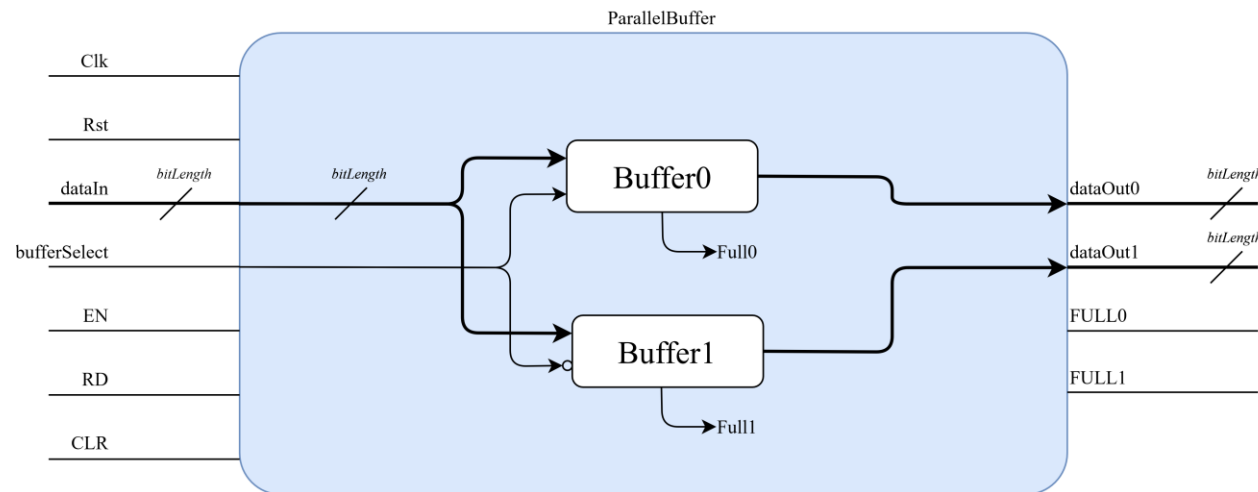 ParallelBuffer
Clk
Rst
dataIn
bitLength
bitLength
bufferSelect
EN
RD
CLR
Buffer0
Full0
Buffer1
Full1
dataOut0
bitLength
dataOut1
bitLength
FULL0
FULL1